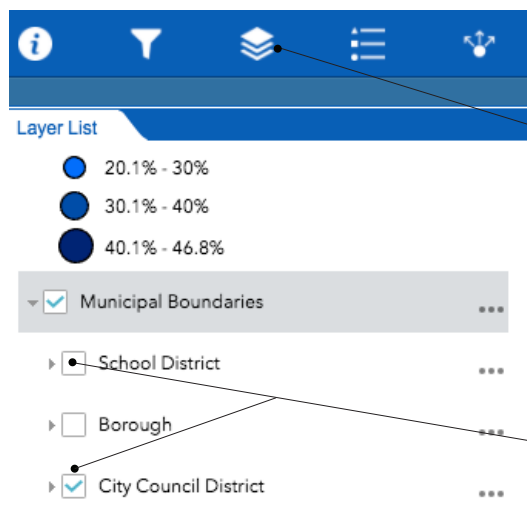 Layer List
20.1% - 30%
30.1% - 40%
40.1% - 46.8%
Municipal Boundaries
School District
Borough
City Council District